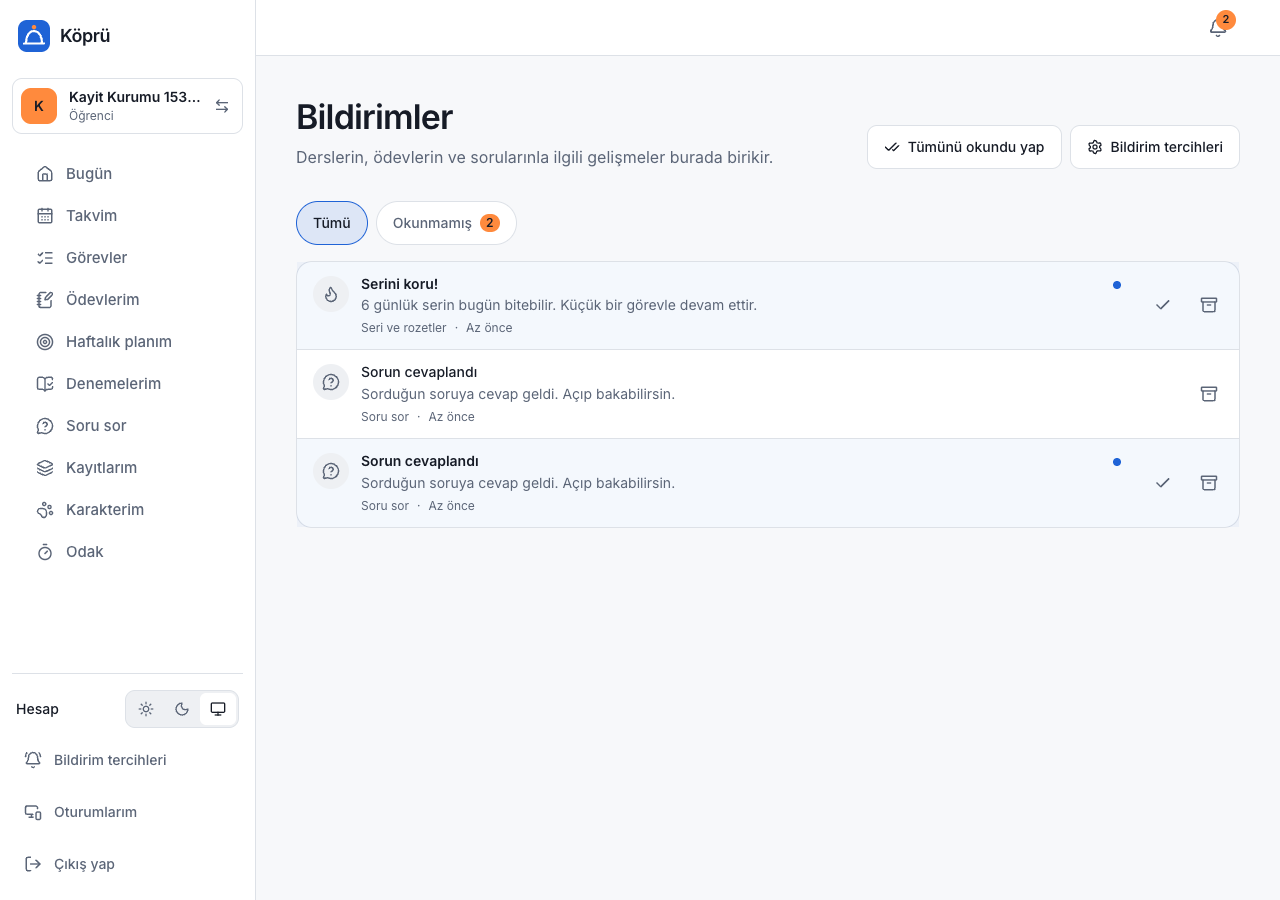 Köprü
2
K
Kayit Kurumu 153...
Öğrenci
Bugün
Takvim
Görevler
Ödevlerim
Haftalık planım
Denemelerim
Soru sor
Kayıtlarım
Karakterim
Odak
Hesap
Bildirim tercihleri
Oturumlarım
Çıkış yap
Bildirimler
Derslerin, ödevlerin ve sorularınla ilgili gelişmeler burada birikir.
Tümünü okundu yap
Bildirim tercihleri
Tümü
Okunmamış 2
Serini koru!
6 günlük serin bugün bitebilir. Küçük bir görevle devam ettir.
Seri ve rozetler · Az önce
Sorun cevaplandı
Sorduğun soruya cevap geldi. Açıp bakabilirsin.
Soru sor · Az önce
Sorun cevaplandı
Sorduğun soruya cevap geldi. Açıp bakabilirsin.
Soru sor · Az önce